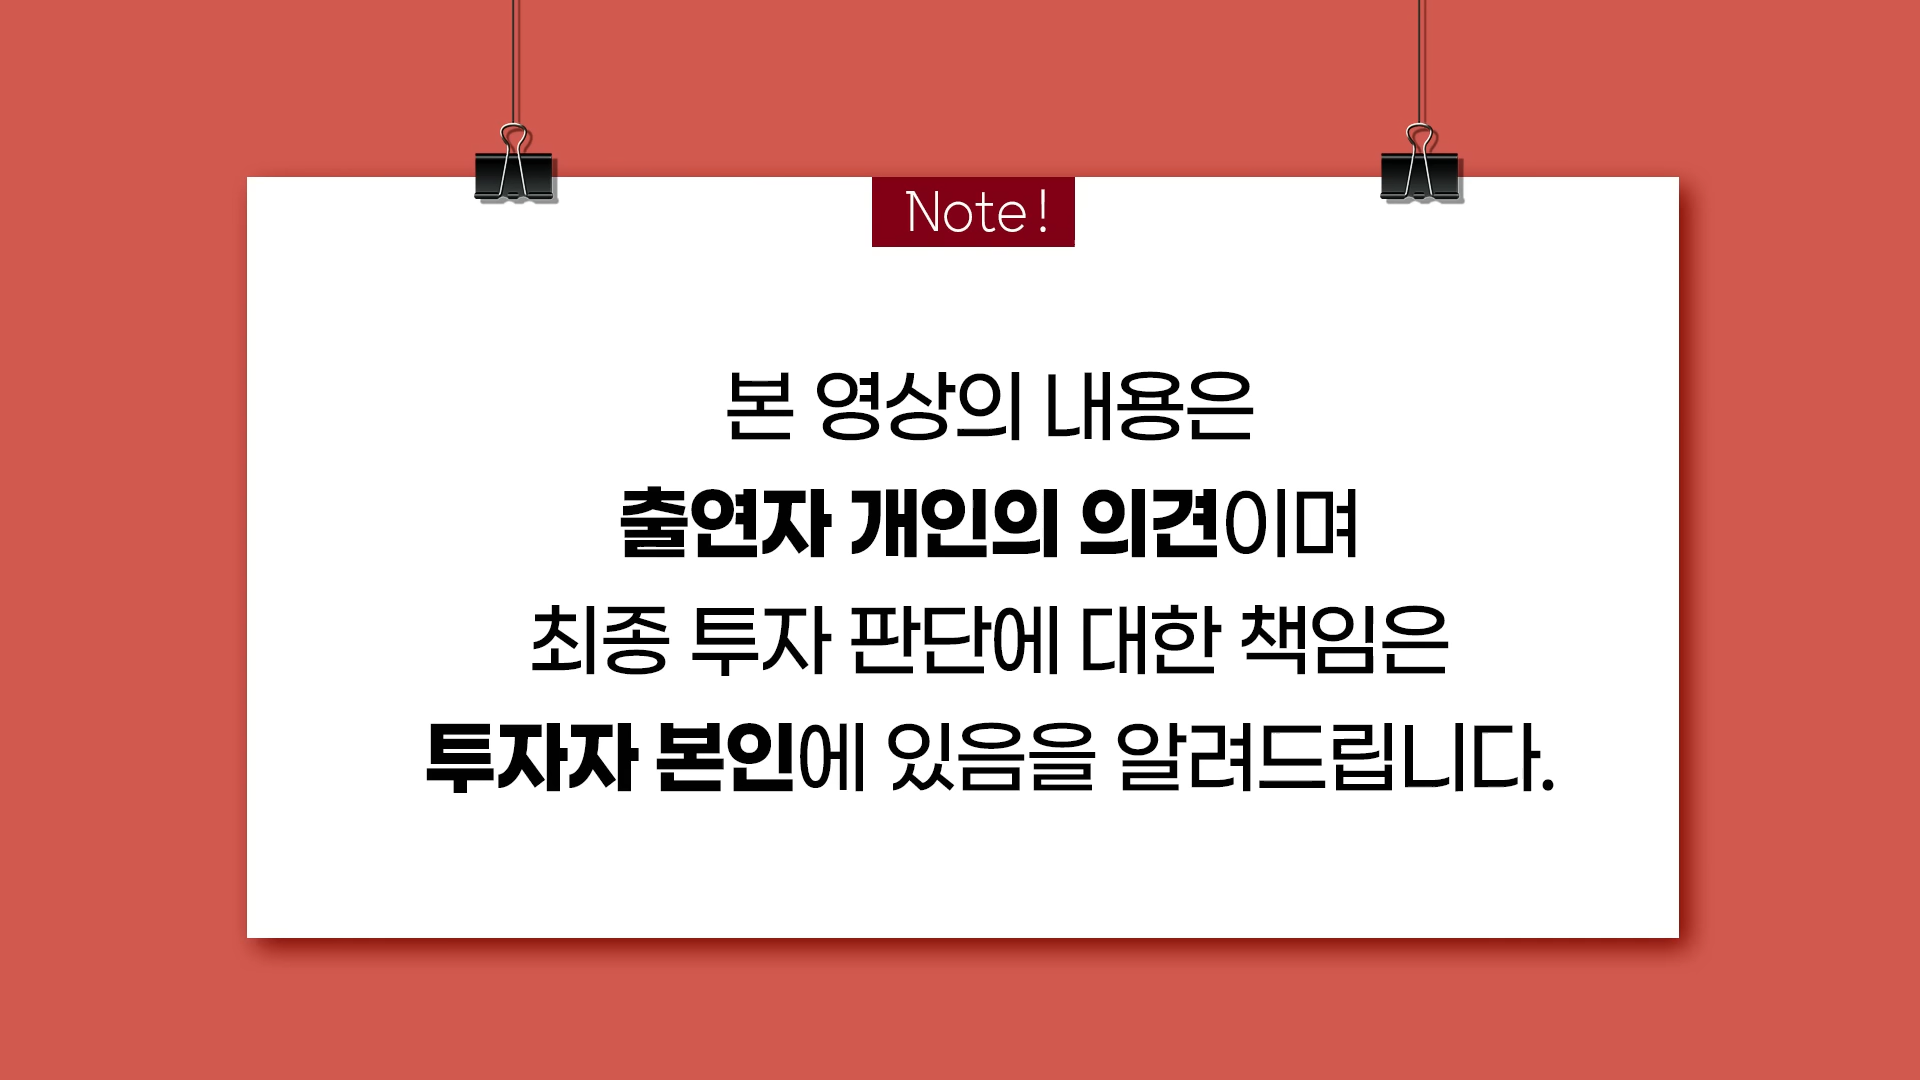 Note!
본 영상의 내용은
출연자 개인의 의견이며
최종 투자 판단에 대한 책임은
투자자 본인에 있음을 알려드립니다.